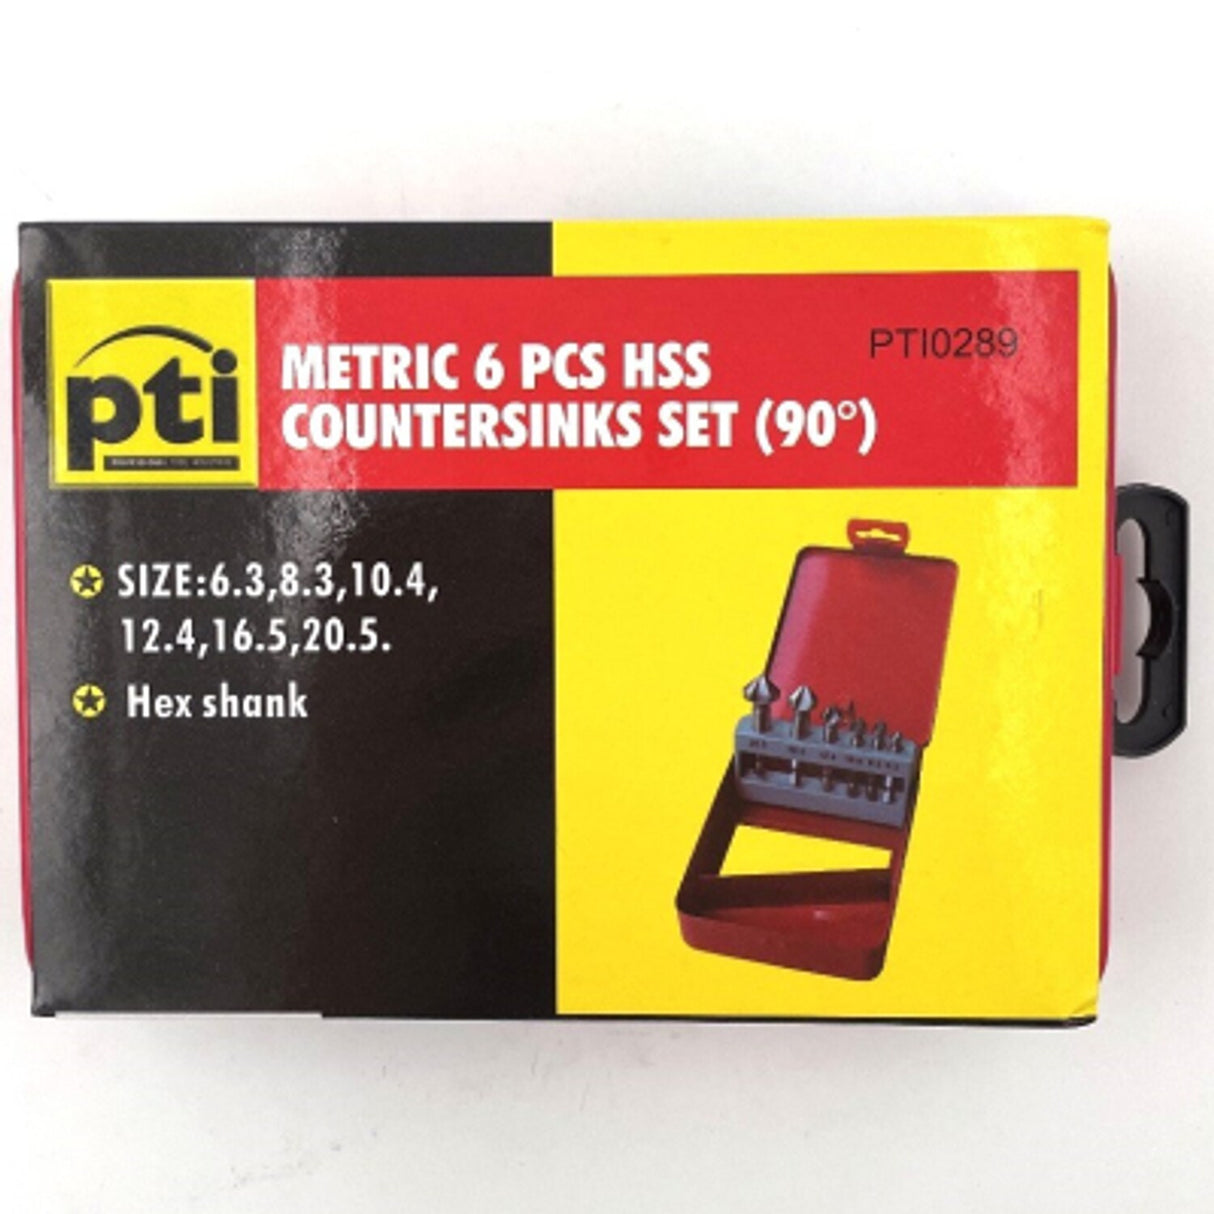 pti
METRIC 6 PCS HSS
COUNTERSINKS SET (90°)
PTI0289
SIZE:6.3,8.3,10.4,
12.4,16.5,20.5.
Hex shank